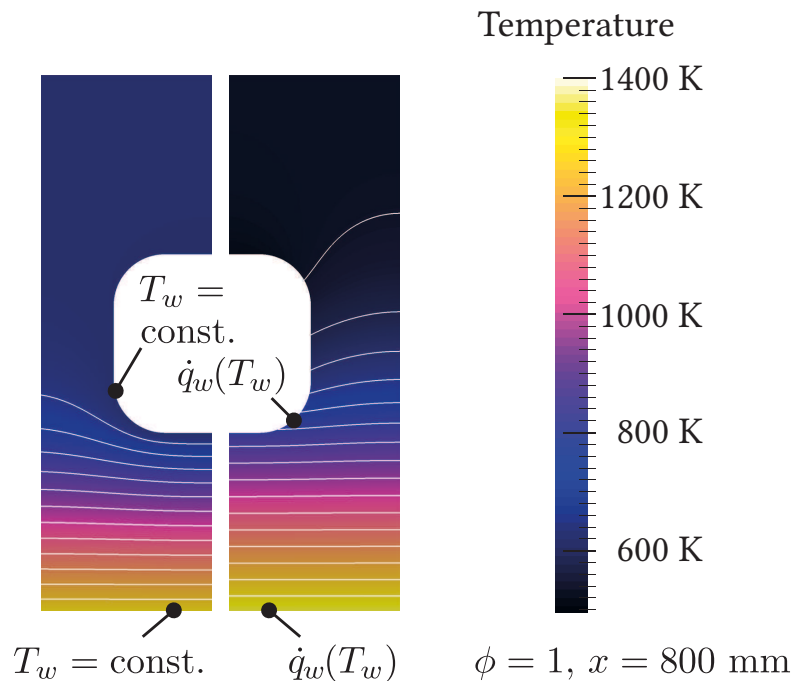 Temperature
1400 K
1200 K
1000 K
800 K
600 K
T_w =
const.
q̇_w(T_w)
T_w = const.
q̇_w(T_w)
ϕ = 1, x = 800 mm